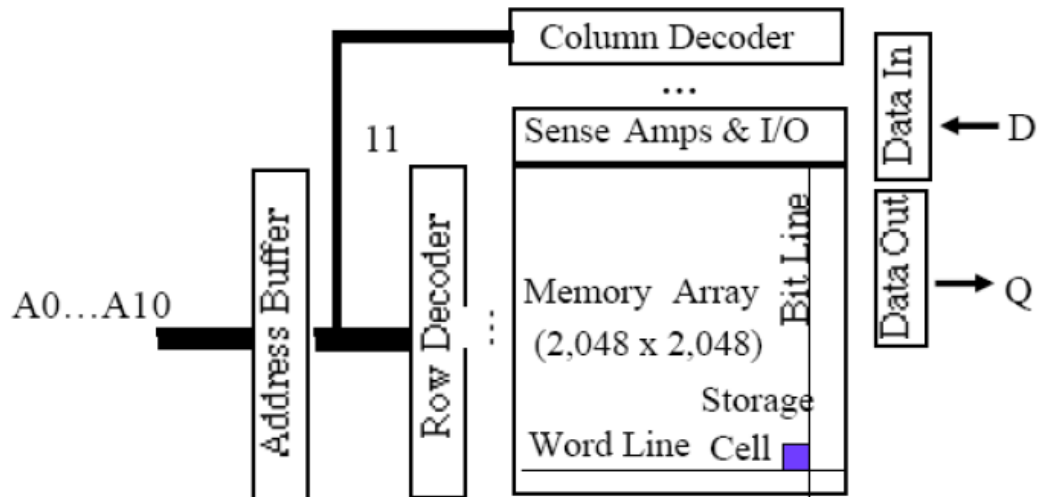 Column Decoder
...
Data In
D
Sense Amps & I/O
11
Address Buffer
Row Decoder
Bit Line
Data Out
A0...A10
...
Memory Array
(2,048 x 2,048)
Q
Storage
Word Line Cell